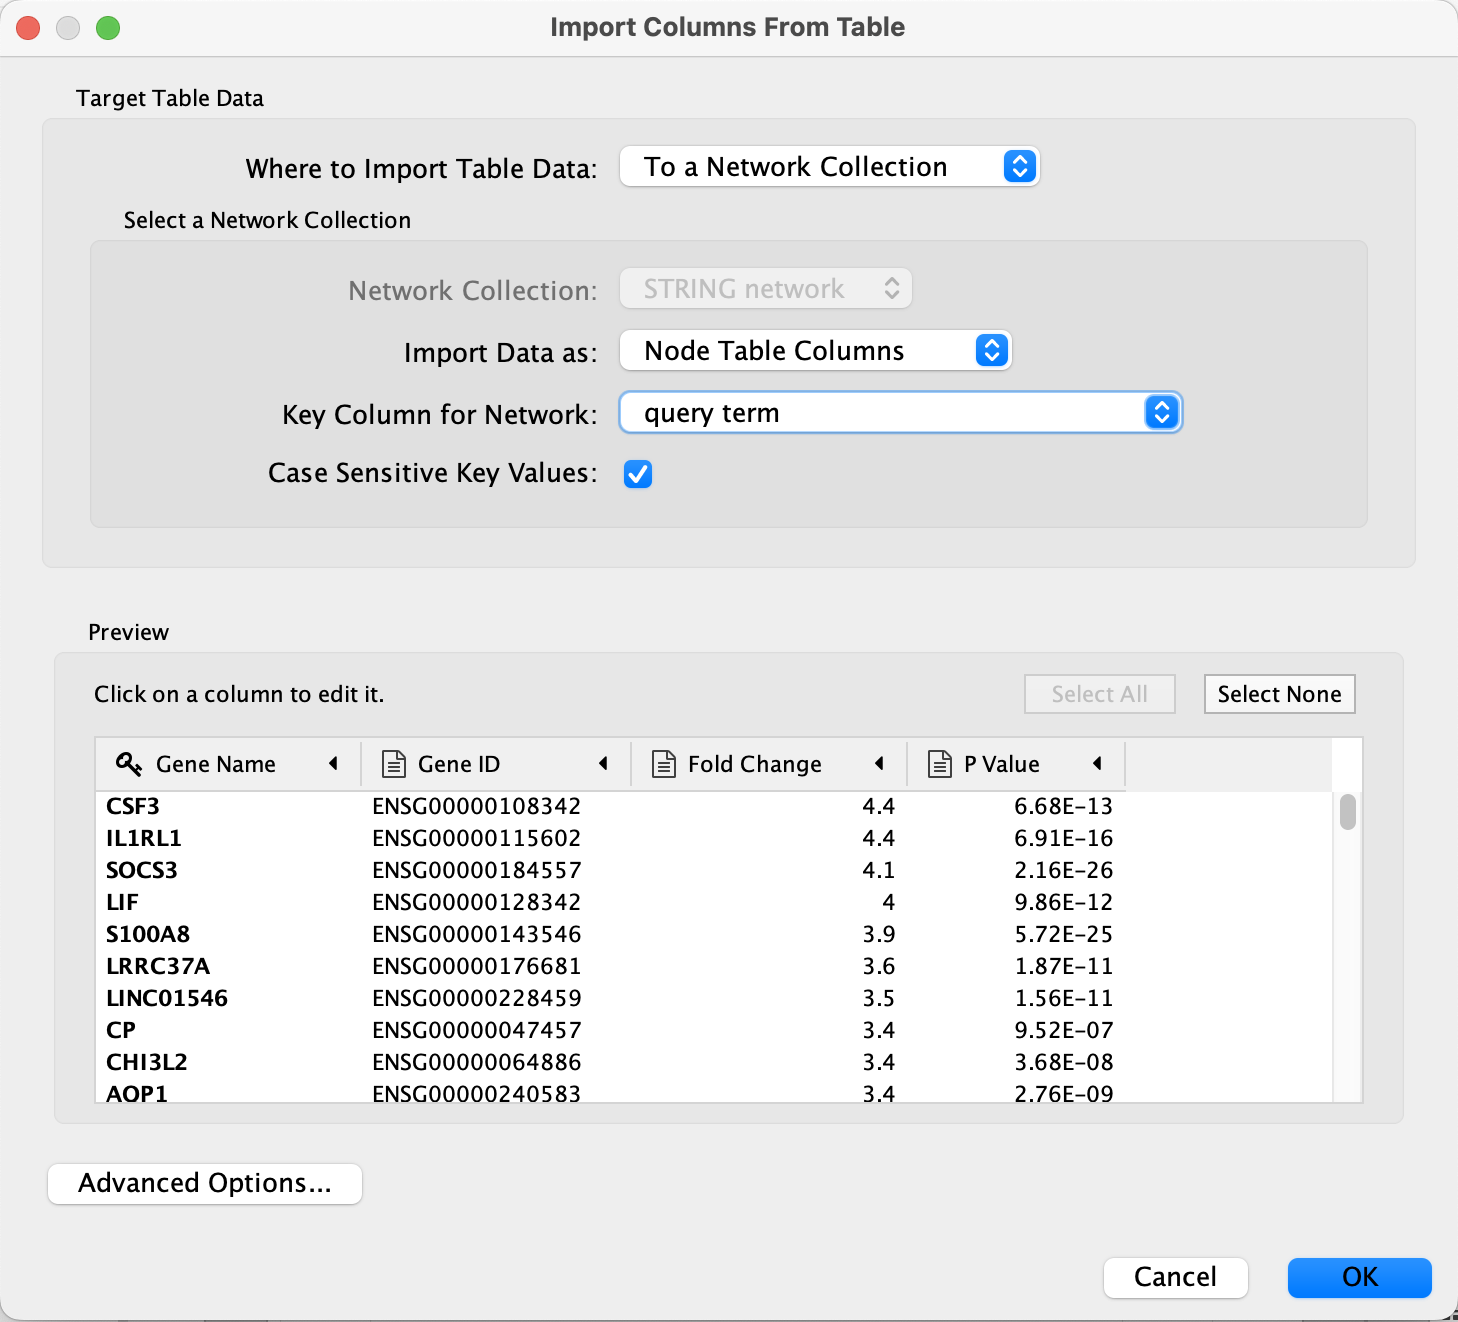 Import Columns From Table
Target Table Data
Where to Import Table Data: To a Network Collection
Select a Network Collection
Network Collection: STRING network
Import Data as: Node Table Columns
Key Column for Network: query term
Case Sensitive Key Values:
Preview
Click on a column to edit it. Select All Select None
Gene Name Gene ID Fold Change P Value
CSF3 ENSG00000108342 4.4 6.68E-13
IL1RL1 ENSG00000115602 4.4 6.91E-16
SOCS3 ENSG00000184557 4.1 2.16E-26
LIF ENSG00000128342 4 9.86E-12
S100A8 ENSG00000143546 3.9 5.72E-25
LRRC37A ENSG00000176681 3.6 1.87E-11
LINC01546 ENSG00000228459 3.5 1.56E-11
CP ENSG00000047457 3.4 9.52E-07
CHI3L2 ENSG00000064886 3.4 3.68E-08
AQP1 ENSG00000240583 3.4 2.76E-09
Advanced Options...
Cancel OK